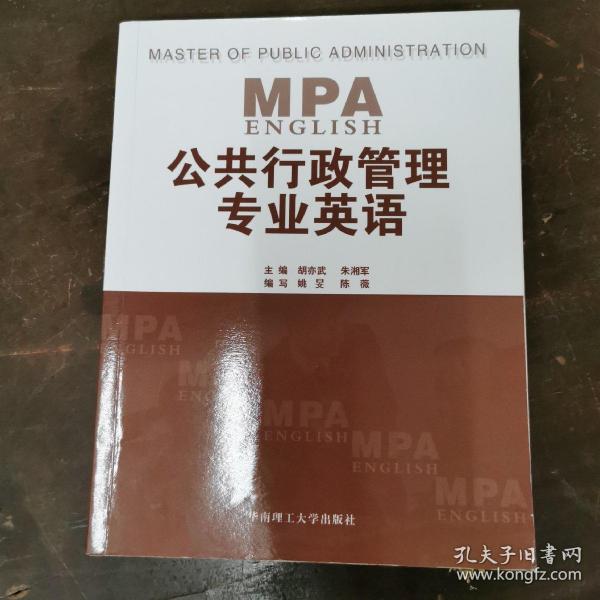 MASTER OF PUBLIC ADMINISTRATION
MPA
ENGLISH
公共行政管理
专业英语
主编 胡亦武 朱湘军
编写 姚旻 陈薇
MPA
ENGLISH
MPA
ENGLISH
MPA
ENGLISH
MPA
ENGLISH
华南理工大学出版社
孔夫子旧书网
www.kongfz.com